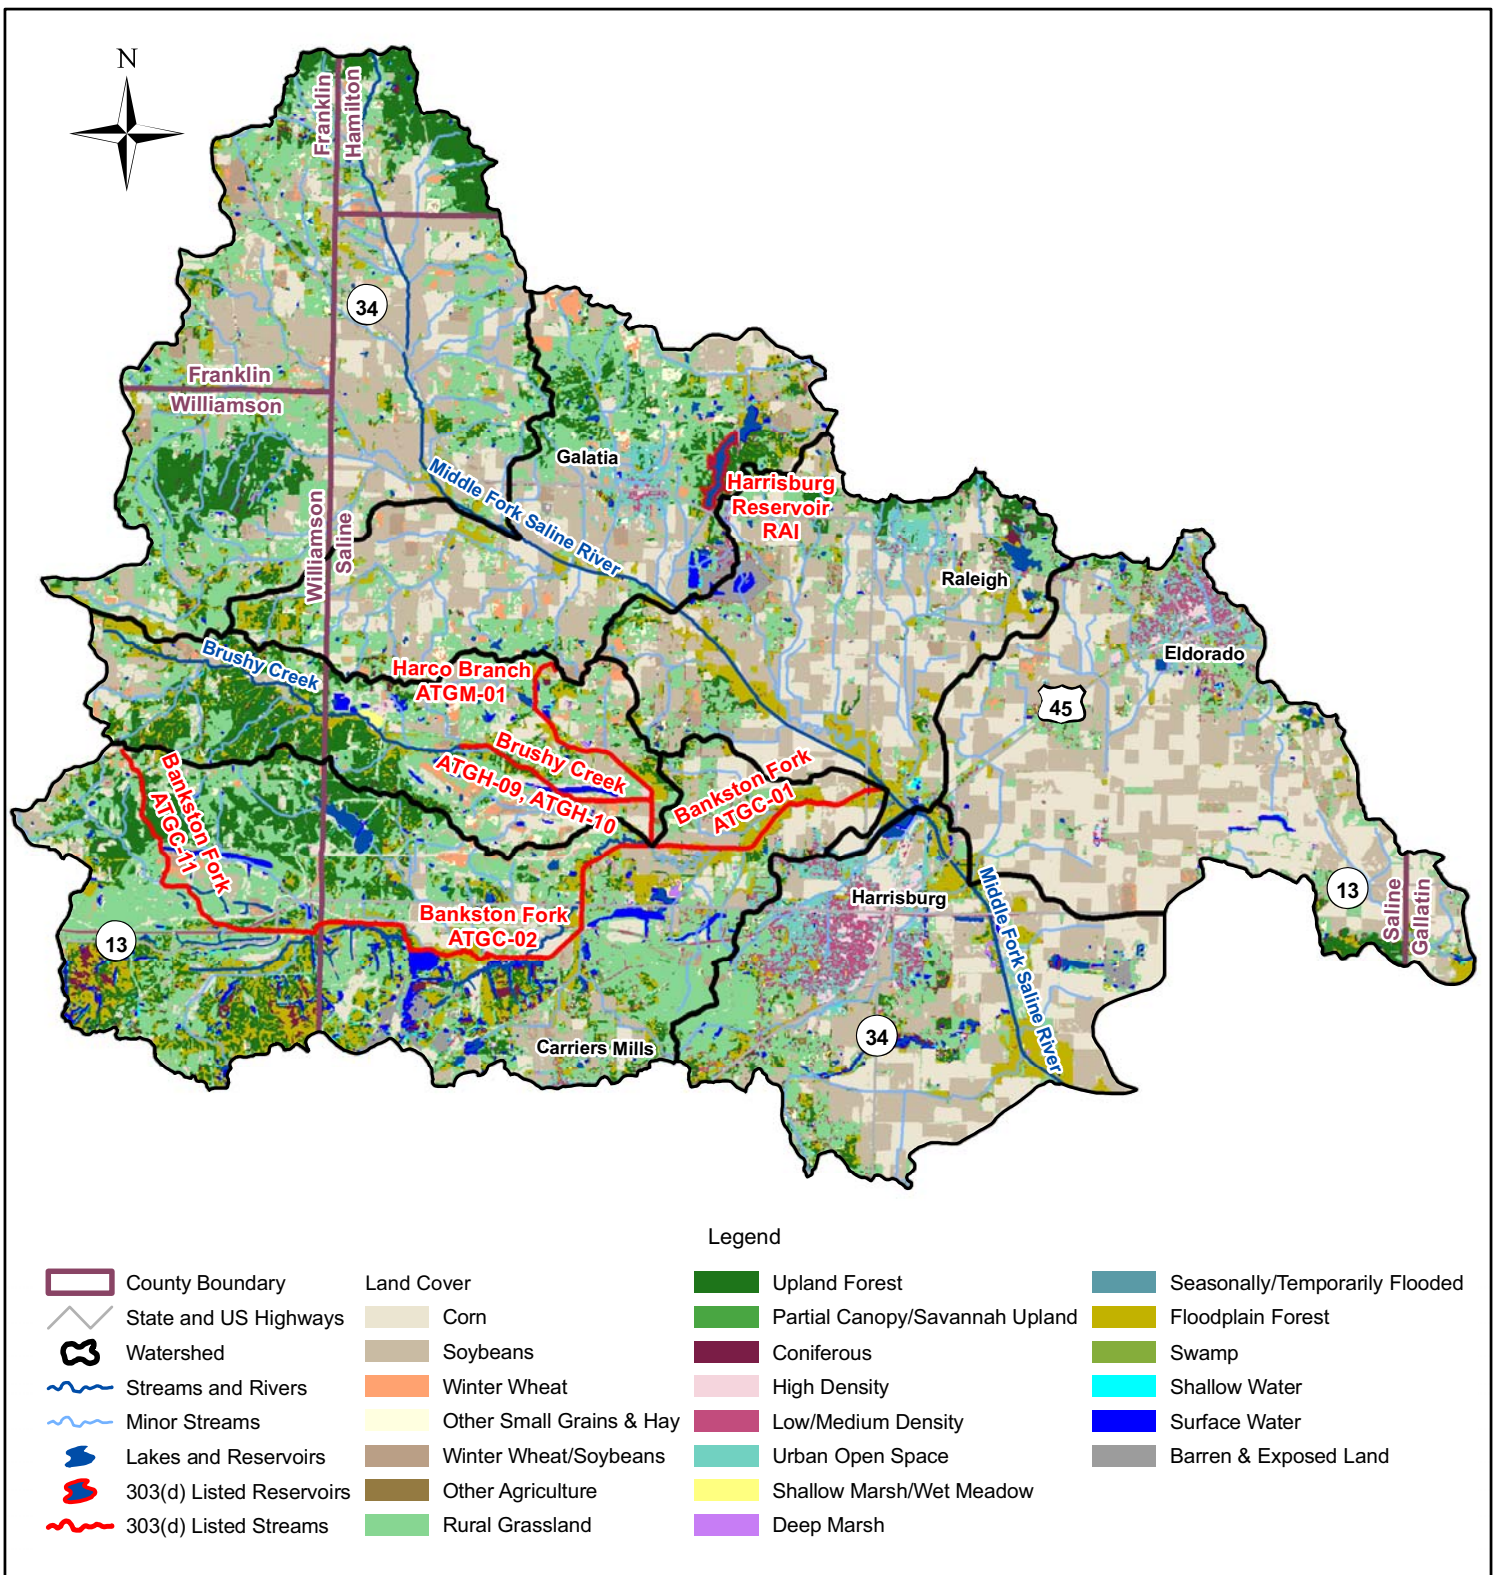 N
Franklin
Hamilton
34
Franklin
Williamson
Galatia
Middle Fork Saline River
Harrisburg
Reservoir
RAI
Williamson
Saline
Raleigh
Eldorado
Brushy Creek
Harco Branch
ATGM-01
45
Brushy Creek
ATGH-09, ATGH-10
Bankston Fork
ATGC-01
Bankston Fork
ATGC-11
Harrisburg
Middle Fork Saline River
13
Saline
Gallatin
Bankston Fork
ATGC-02
13
34
Carriers Mills
Legend
County Boundary
State and US Highways
Watershed
Streams and Rivers
Minor Streams
Lakes and Reservoirs
303(d) Listed Reservoirs
303(d) Listed Streams
Land Cover
Corn
Soybeans
Winter Wheat
Other Small Grains & Hay
Winter Wheat/Soybeans
Other Agriculture
Rural Grassland
Upland Forest
Partial Canopy/Savannah Upland
Coniferous
High Density
Low/Medium Density
Urban Open Space
Shallow Marsh/Wet Meadow
Deep Marsh
Seasonally/Temporarily Flooded
Floodplain Forest
Swamp
Shallow Water
Surface Water
Barren & Exposed Land